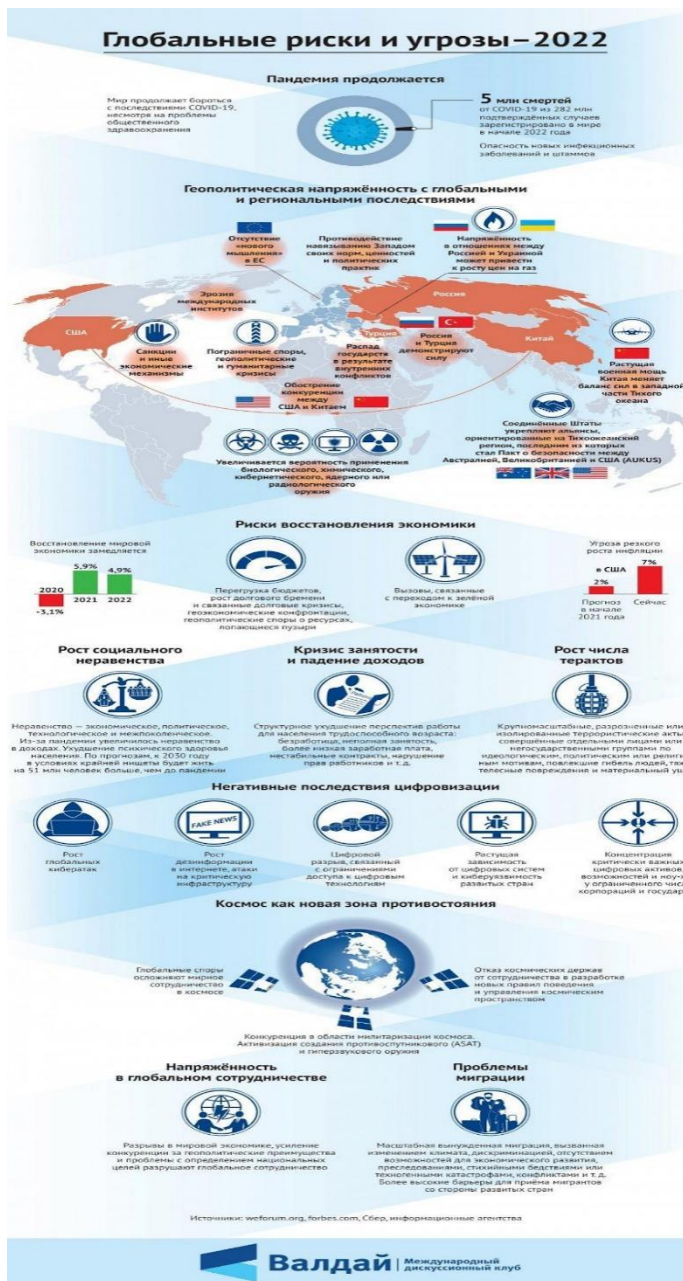 Глобальные риски и угрозы–2022
Пандемия продолжается
Мир продолжает бороться
с последствиями COVID-19,
несмотря на проблемы
общественного
здравоохранения
5 млн смертей
от COVID-19 из 282 млн
подтверждённых случаев
зарегистрировано в мире
в начале 2022 года
Опасность новых инфекционных
заболеваний и штаммов
Геополитическая напряжённость с глобальными
и региональными последствиями
Отсутствие
«нового
мышления»
в ЕС
Противодействие
навязыванию Западом
своих норм, ценностей
и политических
практик
Напряжённость
в отношениях между
Россией и Украиной
может привести
к росту цен на газ
Эрозия
международных
институтов
Россия
США
Турция
Китай
Санкции
и иные
экономические
механизмы
Пограничные споры,
геополитические
и гуманитарные
кризисы
Распад
государств
в результате
внутренних
конфликтов
Россия
и Турция
демонстрируют
силу
Растущая
военная мощь
Китая меняет
баланс сил в западной
части Тихого
океана
Обострение
конкуренции
между
США и Китаем
Соединённые Штаты
укрепляют альянсы,
ориентированные на Тихоокеанский
регион, последним из которых
стал Пакт о безопасности между
Австралией, Великобританией и США (AUKUS)
Увеличивается вероятность применения
биологического, химического,
кибернетического, ядерного или
радиологического
оружия
Риски восстановления экономики
Восстановление мировой
экономики замедляется
2020
-3,1%
5,9%
2021
4,9%
2022
Перегрузка бюджетов,
рост долгового бремени
и связанные долговые кризисы,
геоэкономические конфронтации,
геополитические споры о ресурсах,
лопающиеся пузыри
Вызовы, связанные
с переходом к зелёной
экономике
Угроза резкого
роста инфляции
в США
2%
7%
Прогноз
в начале
2021 года
Сейчас
Рост социального
неравенства
Неравенство — экономическое, политическое,
технологическое и межпоколенческое.
Из-за пандемии увеличилось неравенство
в доходах. Ухудшение психического здоровья
населения. По прогнозам, к 2030 году
в условиях крайней нищеты будет жить
на 51 млн человек больше, чем до пандемии
Кризис занятости
и падение доходов
Структурное ухудшение перспектив работы
для населения трудоспособного возраста:
безработица, неполная занятость,
более низкая заработная плата,
нестабильные контракты, нарушение
прав работников и т.д.
Рост числа
терактов
Крупномасштабные, разрозненные или
изолированные террористические акты
совершённые отдельными лицами или
негосударственными группами по
идеологическим, политическим или религи
ным мотивам, повлекшие гибель людей, тяж
телесные повреждения и материальный ущ
Негативные последствия цифровизации
FAKE NEWS
Рост
глобальных
кибератак
Рост
дезинформации
в интернете, атаки
на критическую
инфраструктуру
Цифровой
разрыв, связанный
с ограничениями
доступа к цифровым
технологиям
Растущая
зависимость
от цифровых систем
и киберуязвимость
развитых стран
Концентрация
критически важных
цифровых активов,
возможностей и ноу-х
у ограниченного числа
корпораций и государ
Космос как новая зона противостояния
Глобальные споры
осложняют мирное
сотрудничество
в космосе
Отказ космических держав
от сотрудничества в разработке
новых правил поведения
и управления космическим
пространством
Конкуренция в области милитаризации космоса.
Активизация создания противоспутникового (ASAT)
и гиперзвукового оружия
Напряжённость
в глобальном сотрудничестве
Разрывы в мировой экономике, усиление
конкуренции за геополитические преимущества
и проблемы с определением национальных
целей разрушают глобальное сотрудничество
Проблемы
миграции
Масштабная вынужденная миграция, вызванная
изменением климата, дискриминацией, отсутствием
возможностей для экономического развития,
преследованиями, стихийными бедствиями или
техногенными катастрофами, конфликтами и т. д.
Более высокие барьеры для приёма мигрантов
со стороны развитых стран
Источники: weforum.org, forbes.com, Сбер, информационные агентства
Валдай
Международный
дискуссионный клуб